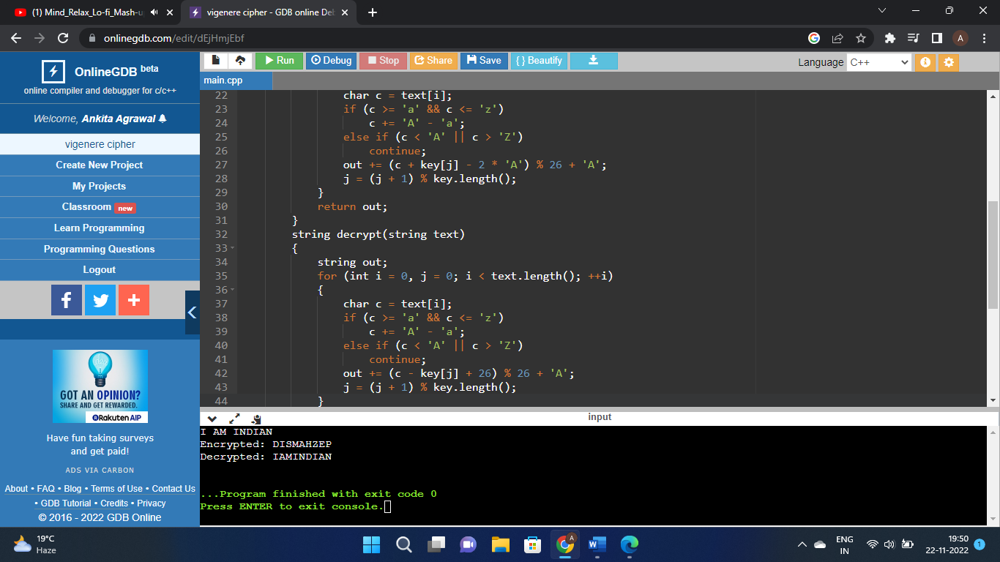 (1) Mind_Relax_Lo-fi_Mash-u
vigenere cipher - GDB online De
onlinegdb.com/edit/dEjHmjEbf
A
OnlineGDB beta
online compiler and debugger for c/c++
Welcome, Ankita Agrawal
vigenere cipher
Create New Project
My Projects
Classroom new
Learn Programming
Programming Questions
Logout
GOT AN OPINION?
SHARE AND GET REWARDED.
Rakuten AIP
Have fun taking surveys
and get paid!
ADS VIA CARBON
About • FAQ • Blog • Terms of Use • Contact Us
• GDB Tutorial • Credits • Privacy
© 2016 - 2022 GDB Online
Run Debug Stop Share Save {} Beautify
Language C++
main.cpp
22 char c = text[i];
23 if (c >= 'a' && c <= 'z')
24 c += 'A' - 'a';
25 else if (c < 'A' || c > 'Z')
26 continue;
27 out += (c + key[j] - 2 * 'A') % 26 + 'A';
28 j = (j + 1) % key.length();
29 }
30 return out;
31 }
32 string decrypt(string text)
33 {
34 string out;
35 for (int i = 0, j = 0; i < text.length(); ++i)
36 {
37 char c = text[i];
38 if (c >= 'a' && c <= 'z')
39 c += 'A' - 'a';
40 else if (c < 'A' || c > 'Z')
41 continue;
42 out += (c - key[j] + 26) % 26 + 'A';
43 j = (j + 1) % key.length();
44 }
input
I AM INDIAN
Encrypted: DISMAHZEP
Decrypted: IAMINDIAN
...Program finished with exit code 0
Press ENTER to exit console.
19°C
Haze
ENG
IN
19:50
22-11-2022
1